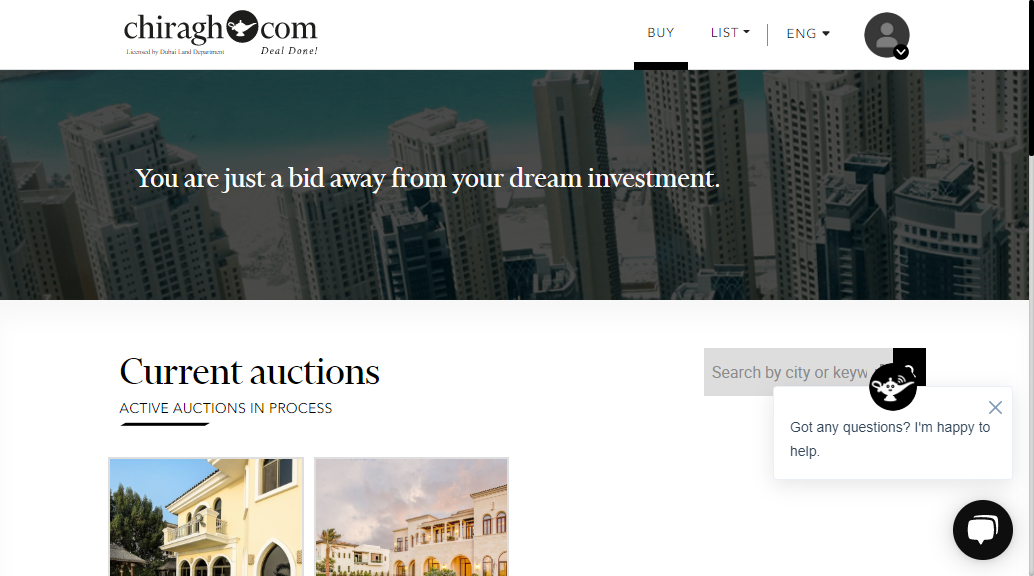 chiragh com
Licensed by Dubai Land Department
Deal Done!
BUY
LIST
ENG
You are just a bid away from your dream investment.
Current auctions
ACTIVE AUCTIONS IN PROCESS
Search by city or keyw
Got any questions? I'm happy to
help.